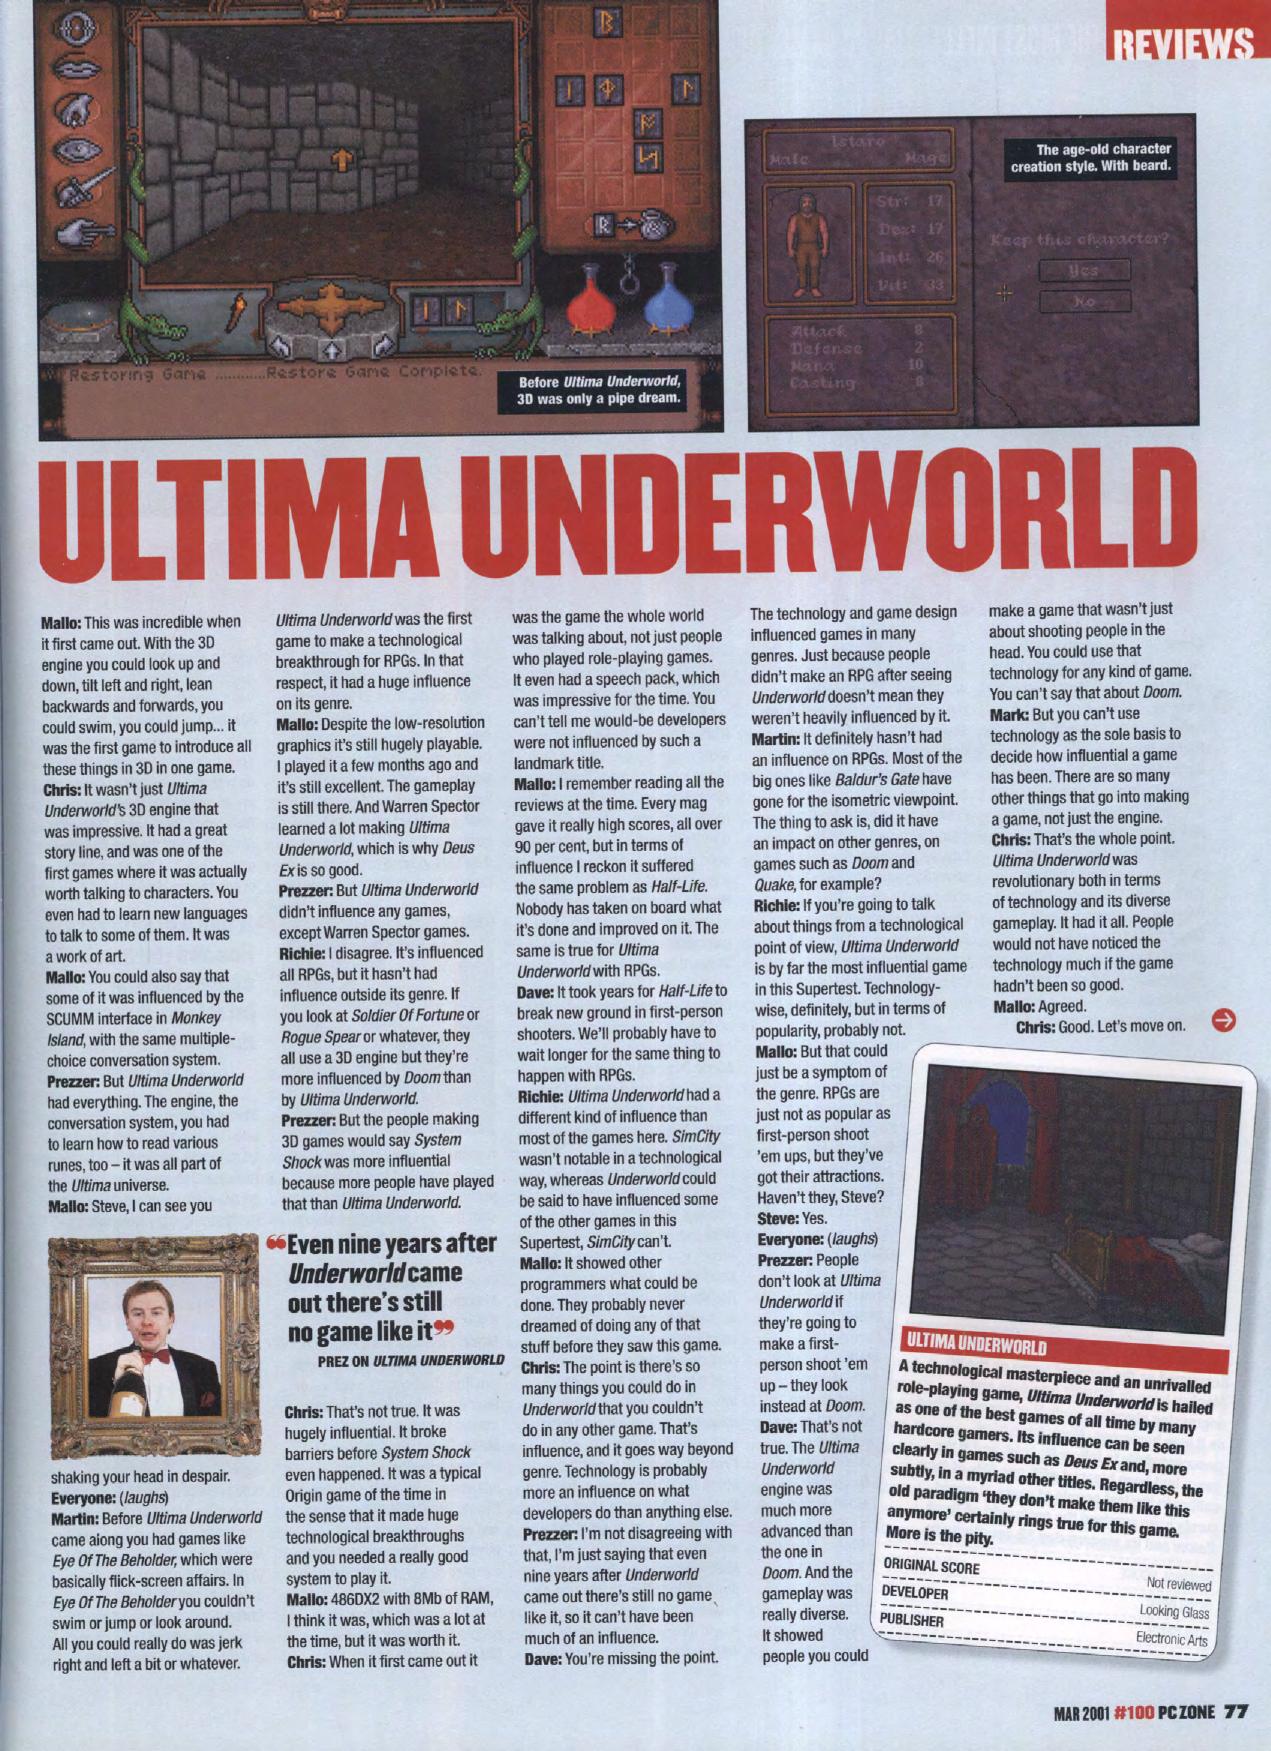 REVIEWS
Restoring Game ............Restore Game Complete.
Before Ultima Underworld,
3D was only a pipe dream.
Istaro
Male Mage
Str: 17
Dex: 17
Int: 26
Vit: 33
Attack 8
Defense 2
Mana 10
Casting 8
Keep this character?
Yes
No
The age-old character
creation style. With beard.
ULTIMA UNDERWORLD
Mallo: This was incredible when
it first came out. With the 3D
engine you could look up and
down, tilt left and right, lean
backwards and forwards, you
could swim, you could jump... it
was the first game to introduce all
these things in 3D in one game.
Chris: It wasn't just Ultima
Underworld's 3D engine that
was impressive. It had a great
story line, and was one of the
first games where it was actually
worth talking to characters. You
even had to learn new languages
to talk to some of them. It was
a work of art.
Mallo: You could also say that
some of it was influenced by the
SCUMM interface in Monkey
Island, with the same multiple-
choice conversation system.
Prezzer: But Ultima Underworld
had everything. The engine, the
conversation system, you had
to learn how to read various
runes, too – it was all part of
the Ultima universe.
Mallo: Steve, I can see you
shaking your head in despair.
Everyone: (laughs)
Martin: Before Ultima Underworld
came along you had games like
Eye Of The Beholder, which were
basically flick-screen affairs. In
Eye Of The Beholder you couldn't
swim or jump or look around.
All you could really do was jerk
right and left a bit or whatever.
Ultima Underworld was the first
game to make a technological
breakthrough for RPGs. In that
respect, it had a huge influence
on its genre.
Mallo: Despite the low-resolution
graphics it's still hugely playable.
I played it a few months ago and
it's still excellent. The gameplay
is still there. And Warren Spector
learned a lot making Ultima
Underworld, which is why Deus
Ex is so good.
Prezzer: But Ultima Underworld
didn't influence any games,
except Warren Spector games.
Richie: I disagree. It's influenced
all RPGs, but it hasn't had
influence outside its genre. If
you look at Soldier Of Fortune or
Rogue Spear or whatever, they
all use a 3D engine but they're
more influenced by Doom than
by Ultima Underworld.
Prezzer: But the people making
3D games would say System
Shock was more influential
because more people have played
that than Ultima Underworld.
“Even nine years after
Underworld came
out there's still
no game like it”
PREZ ON ULTIMA UNDERWORLD
Chris: That's not true. It was
hugely influential. It broke
barriers before System Shock
even happened. It was a typical
Origin game of the time in
the sense that it made huge
technological breakthroughs
and you needed a really good
system to play it.
Mallo: 486DX2 with 8Mb of RAM,
I think it was, which was a lot at
the time, but it was worth it.
Chris: When it first came out it
was the game the whole world
was talking about, not just people
who played role-playing games.
It even had a speech pack, which
was impressive for the time. You
can't tell me would-be developers
were not influenced by such a
landmark title.
Mallo: I remember reading all the
reviews at the time. Every mag
gave it really high scores, all over
90 per cent, but in terms of
influence I reckon it suffered
the same problem as Half-Life.
Nobody has taken on board what
it's done and improved on it. The
same is true for Ultima
Underworld with RPGs.
Dave: It took years for Half-Life to
break new ground in first-person
shooters. We'll probably have to
wait longer for the same thing to
happen with RPGs.
Richie: Ultima Underworld had a
different kind of influence than
most of the games here. SimCity
wasn't notable in a technological
way, whereas Underworld could
be said to have influenced some
of the other games in this
Supertest, SimCity can't.
Mallo: It showed other
programmers what could be
done. They probably never
dreamed of doing any of that
stuff before they saw this game.
Chris: The point is there's so
many things you could do in
Underworld that you couldn't
do in any other game. That's
influence, and it goes way beyond
genre. Technology is probably
more an influence on what
developers do than anything else.
Prezzer: I'm not disagreeing with
that, I'm just saying that even
nine years after Underworld
came out there's still no game
like it, so it can't have been
much of an influence.
Dave: You're missing the point.
The technology and game design
influenced games in many
genres. Just because people
didn't make an RPG after seeing
Underworld doesn't mean they
weren't heavily influenced by it.
Martin: It definitely hasn't had
an influence on RPGs. Most of the
big ones like Baldur's Gate have
gone for the isometric viewpoint.
The thing to ask is, did it have
an impact on other genres, on
games such as Doom and
Quake, for example?
Richie: If you're going to talk
about things from a technological
point of view, Ultima Underworld
is by far the most influential game
in this Supertest. Technology-
wise, definitely, but in terms of
popularity, probably not.
Mallo: But that could
just be a symptom of
the genre. RPGs are
just not as popular as
first-person shoot
'em ups, but they've
got their attractions.
Haven't they, Steve?
Steve: Yes.
Everyone: (laughs)
Prezzer: People
don't look at Ultima
Underworld if
they're going to
make a first-
person shoot 'em
up – they look
instead at Doom.
Dave: That's not
true. The Ultima
Underworld
engine was
much more
advanced than
the one in
Doom. And the
gameplay was
really diverse.
It showed
people you could
make a game that wasn't just
about shooting people in the
head. You could use that
technology for any kind of game.
You can't say that about Doom.
Mark: But you can't use
technology as the sole basis to
decide how influential a game
has been. There are so many
other things that go into making
a game, not just the engine.
Chris: That's the whole point.
Ultima Underworld was
revolutionary both in terms
of technology and its diverse
gameplay. It had it all. People
would not have noticed the
technology much if the game
hadn't been so good.
Mallo: Agreed.
Chris: Good. Let's move on.
ULTIMA UNDERWORLD
A technological masterpiece and an unrivalled
role-playing game, Ultima Underworld is hailed
as one of the best games of all time by many
hardcore gamers. Its influence can be seen
clearly in games such as Deus Ex and, more
subtly, in a myriad other titles. Regardless, the
old paradigm 'they don't make them like this
anymore' certainly rings true for this game.
More is the pity.
ORIGINAL SCORE Not reviewed
DEVELOPER Looking Glass
PUBLISHER Electronic Arts
MAR 2001 #100 PC ZONE 77